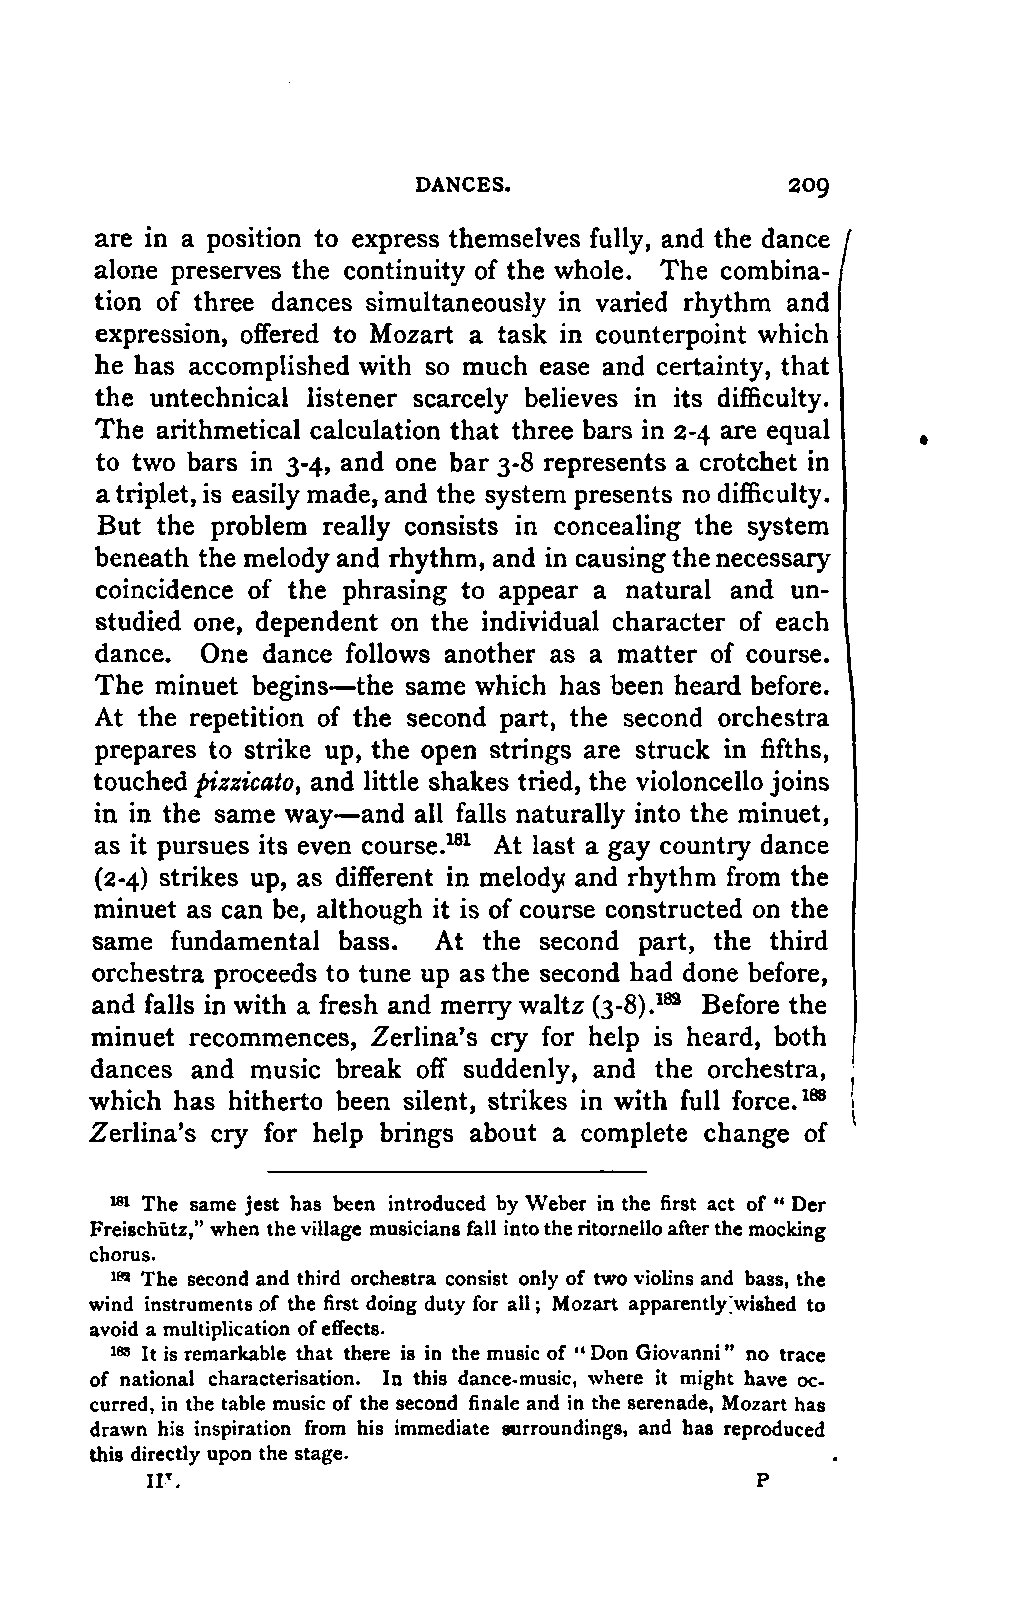 DANCES. 209
are in a position to express themselves fully, and the dance
alone preserves the continuity of the whole. The combina-
tion of three dances simultaneously in varied rhythm and
expression, offered to Mozart a task in counterpoint which
he has accomplished with so much ease and certainty, that
the untechnical listener scarcely believes in its difficulty.
The arithmetical calculation that three bars in 2-4 are equal
to two bars in 3-4, and one bar 3-8 represents a crotchet in
a triplet, is easily made, and the system presents no difficulty.
But the problem really consists in concealing the system
beneath the melody and rhythm, and in causing the necessary
coincidence of the phrasing to appear a natural and un-
studied one, dependent on the individual character of each
dance. One dance follows another as a matter of course.
The minuet begins—the same which has been heard before.
At the repetition of the second part, the second orchestra
prepares to strike up, the open strings are struck in fifths,
touched pizzicato, and little shakes tried, the violoncello joins
in in the same way—and all falls naturally into the minuet,
as it pursues its even course.¹⁸¹ At last a gay country dance
(2-4) strikes up, as different in melody and rhythm from the
minuet as can be, although it is of course constructed on the
same fundamental bass. At the second part, the third
orchestra proceeds to tune up as the second had done before,
and falls in with a fresh and merry waltz (3-8).¹⁸² Before the
minuet recommences, Zerlina's cry for help is heard, both
dances and music break off suddenly, and the orchestra,
which has hitherto been silent, strikes in with full force.¹⁸³
Zerlina's cry for help brings about a complete change of
¹⁸¹ The same jest has been introduced by Weber in the first act of "Der
Freischütz," when the village musicians fall into the ritornello after the mocking
chorus.
¹⁸² The second and third orchestra consist only of two violins and bass, the
wind instruments of the first doing duty for all; Mozart apparently wished to
avoid a multiplication of effects.
¹⁸³ It is remarkable that there is in the music of "Don Giovanni" no trace
of national characterisation. In this dance-music, where it might have oc-
curred, in the table music of the second finale and in the serenade, Mozart has
drawn his inspiration from his immediate surroundings, and has reproduced
this directly upon the stage.
II. P